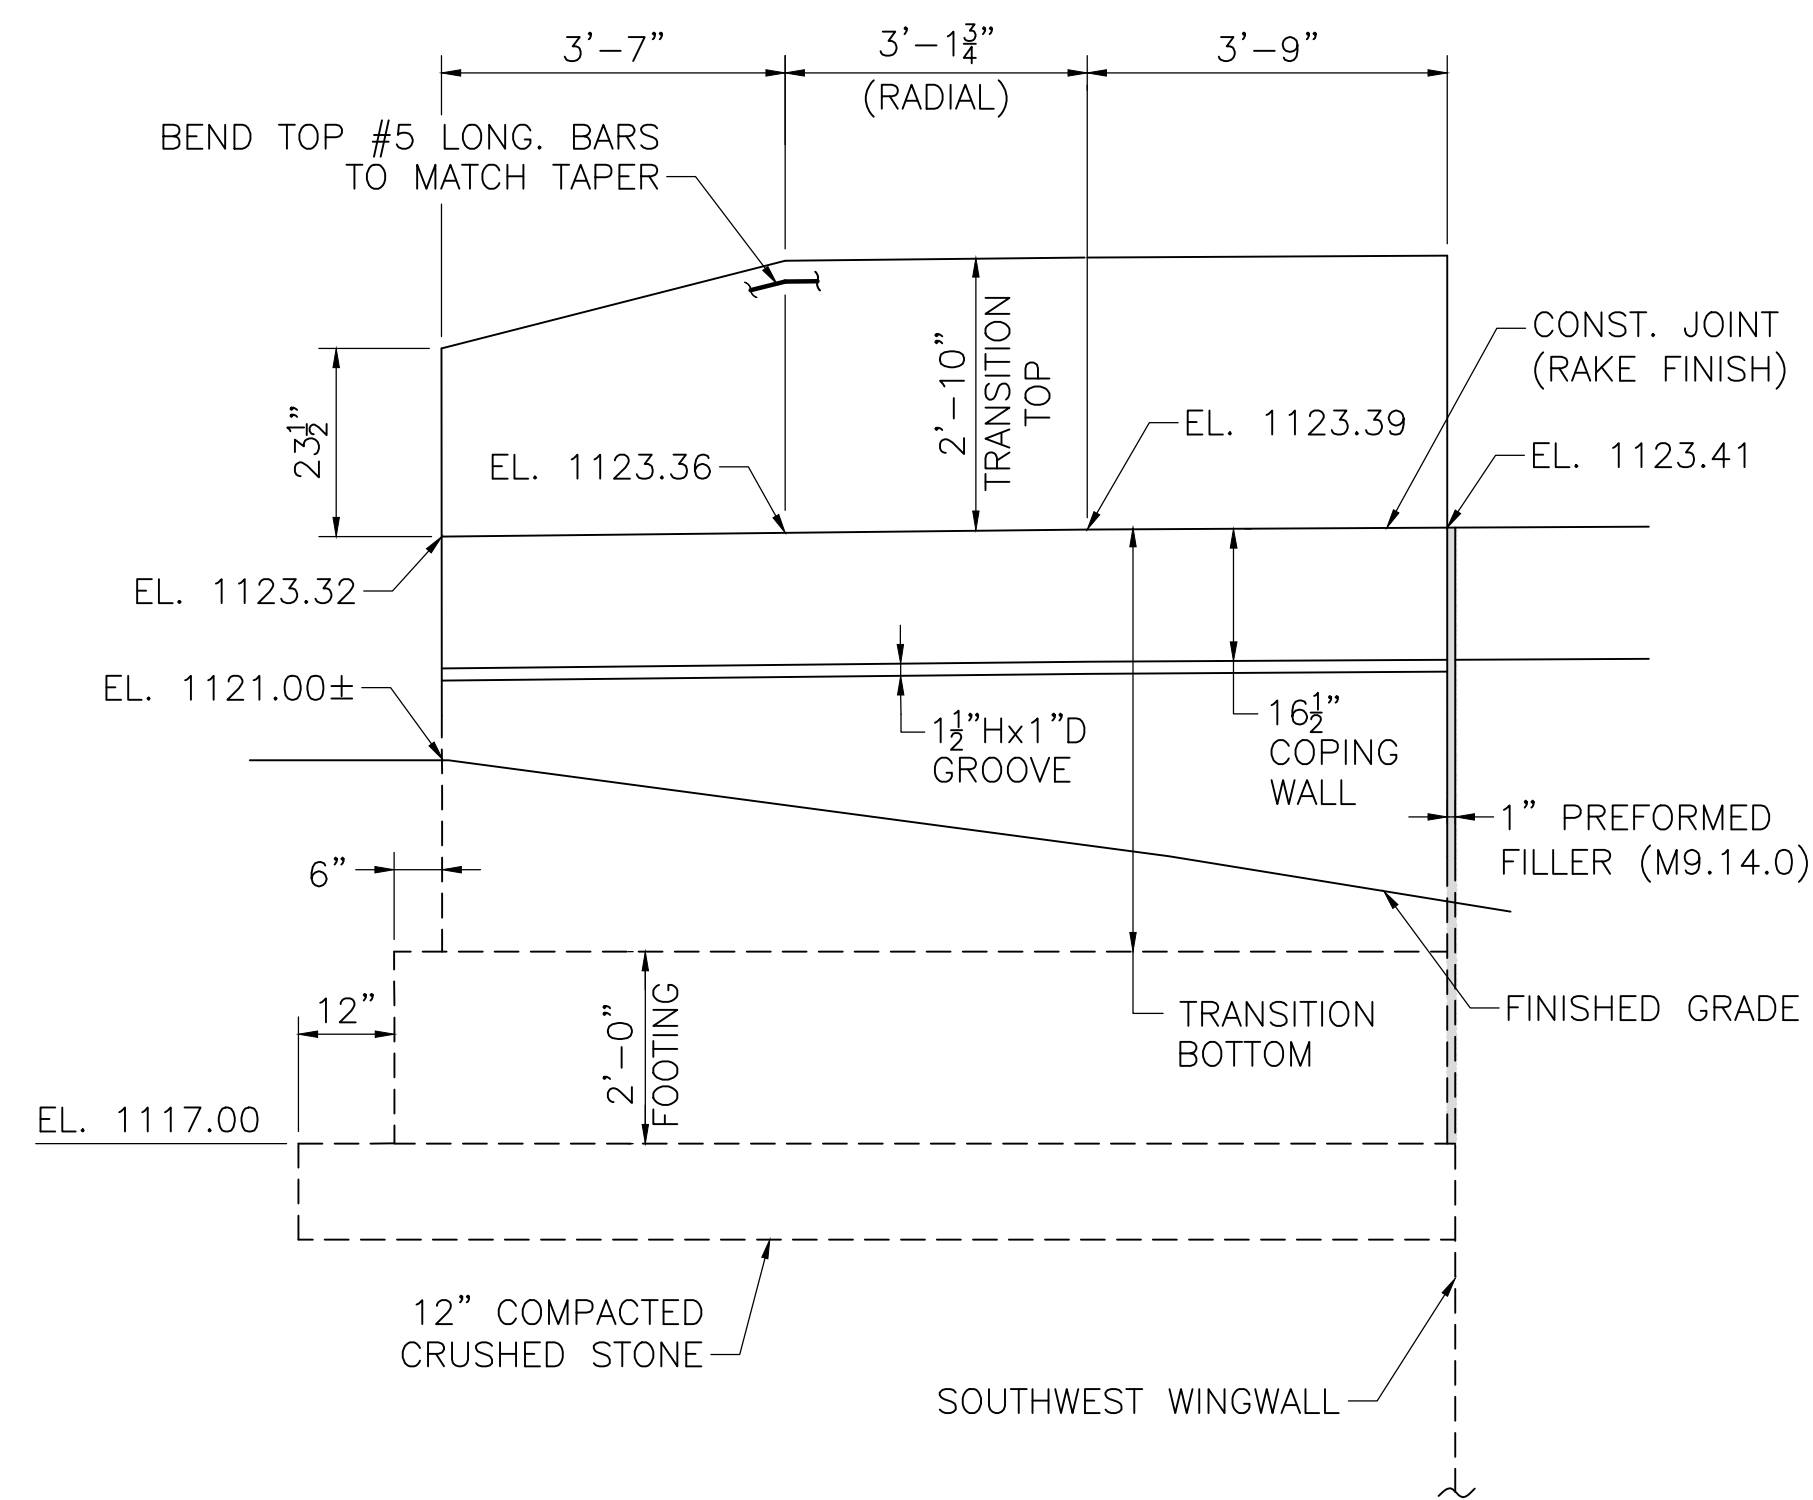 3'-7"
3'-1¾"
(RADIAL)
3'-9"
BEND TOP #5 LONG. BARS
TO MATCH TAPER
2'-10"
TRANSITION
TOP
CONST. JOINT
(RAKE FINISH)
23½"
EL. 1123.39
EL. 1123.36
EL. 1123.41
EL. 1123.32
EL. 1121.00±
1½"Hx1"D
GROOVE
16½"
COPING
WALL
1" PREFORMED
FILLER (M9.14.0)
6"
12"
2'-0"
FOOTING
TRANSITION
BOTTOM
FINISHED GRADE
EL. 1117.00
12" COMPACTED
CRUSHED STONE
SOUTHWEST WINGWALL